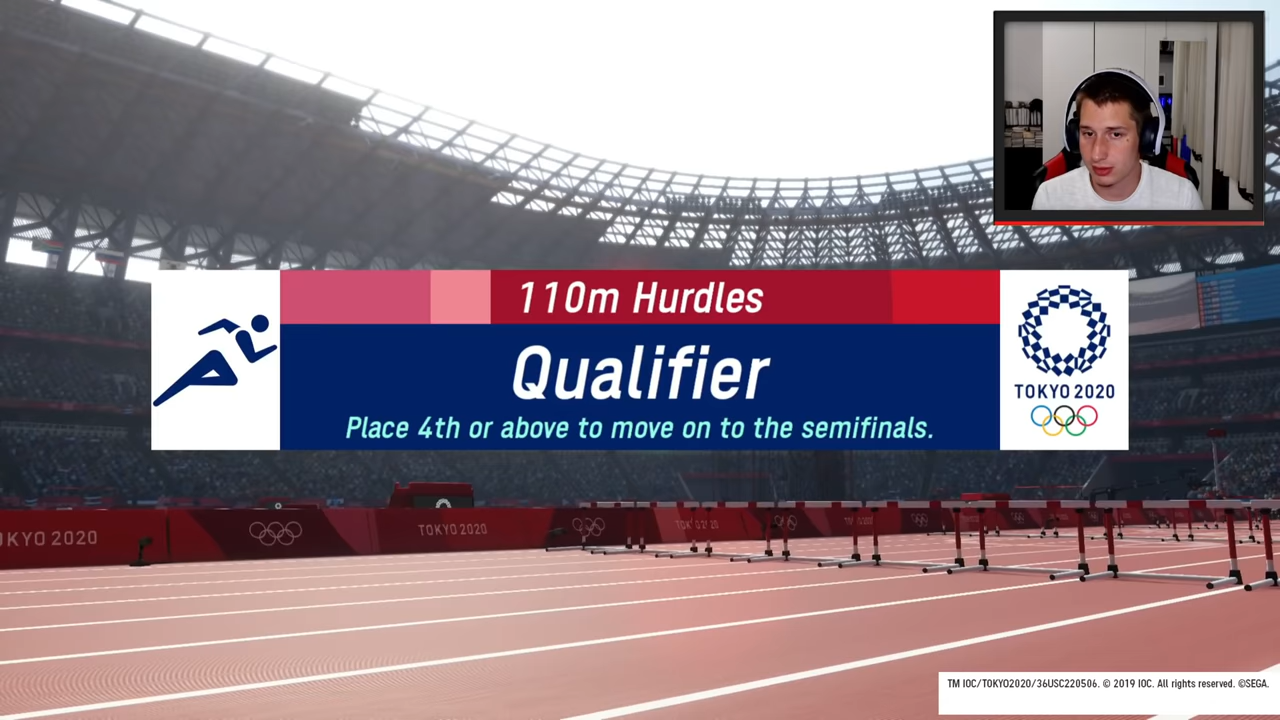 110m Hurdles
Qualifier
Place 4th or above to move on to the semifinals.
TOKYO 2020
OKYO 2020
TOKYO 2020
TM IOC/TOKYO2020/36USC220506. © 2019 IOC. All rights reserved. ©SEGA.